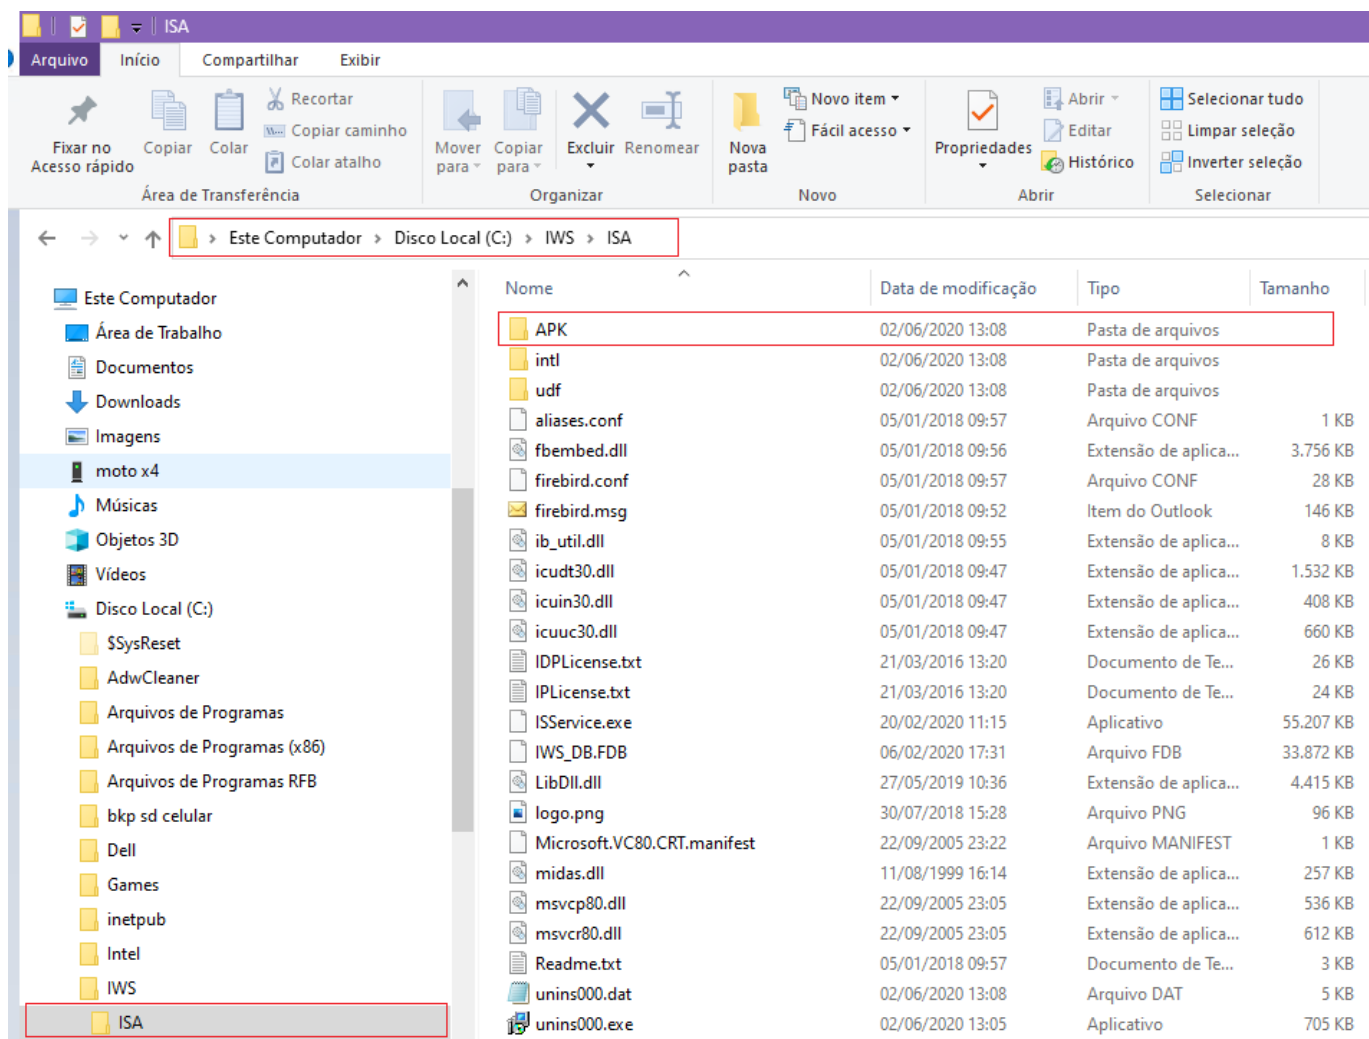 ISA
Arquivo Início Compartilhar Exibir
Fixar no Acesso rápido
Copiar
Colar
Recortar
Copiar caminho
Colar atalho
Área de Transferência
Mover para
Copiar para
Excluir
Renomear
Organizar
Nova pasta
Novo item
Fácil acesso
Novo
Propriedades
Abrir
Editar
Histórico
Abrir
Selecionar tudo
Limpar seleção
Inverter seleção
Selecionar
Este Computador > Disco Local (C:) > IWS > ISA
Este Computador
Área de Trabalho
Documentos
Downloads
Imagens
moto x4
Músicas
Objetos 3D
Vídeos
Disco Local (C:)
$SysReset
AdwCleaner
Arquivos de Programas
Arquivos de Programas (x86)
Arquivos de Programas RFB
bkp sd celular
Dell
Games
inetpub
Intel
IWS
ISA
Nome Data de modificação Tipo Tamanho
APK 02/06/2020 13:08 Pasta de arquivos
intl 02/06/2020 13:08 Pasta de arquivos
udf 02/06/2020 13:08 Pasta de arquivos
aliases.conf 05/01/2018 09:57 Arquivo CONF 1 KB
fbembed.dll 05/01/2018 09:56 Extensão de aplica... 3.756 KB
firebird.conf 05/01/2018 09:57 Arquivo CONF 28 KB
firebird.msg 05/01/2018 09:52 Item do Outlook 146 KB
ib_util.dll 05/01/2018 09:55 Extensão de aplica... 8 KB
icudt30.dll 05/01/2018 09:47 Extensão de aplica... 1.532 KB
icuin30.dll 05/01/2018 09:47 Extensão de aplica... 408 KB
icuuc30.dll 05/01/2018 09:47 Extensão de aplica... 660 KB
IDPLicense.txt 21/03/2016 13:20 Documento de Te... 26 KB
IPLicense.txt 21/03/2016 13:20 Documento de Te... 24 KB
ISService.exe 20/02/2020 11:15 Aplicativo 55.207 KB
IWS_DB.FDB 06/02/2020 17:31 Arquivo FDB 33.872 KB
LibDll.dll 27/05/2019 10:36 Extensão de aplica... 4.415 KB
logo.png 30/07/2018 15:28 Arquivo PNG 96 KB
Microsoft.VC80.CRT.manifest 22/09/2005 23:22 Arquivo MANIFEST 1 KB
midas.dll 11/08/1999 16:14 Extensão de aplica... 257 KB
msvcp80.dll 22/09/2005 23:05 Extensão de aplica... 536 KB
msvcr80.dll 22/09/2005 23:05 Extensão de aplica... 612 KB
Readme.txt 05/01/2018 09:57 Documento de Te... 3 KB
unins000.dat 02/06/2020 13:08 Arquivo DAT 5 KB
unins000.exe 02/06/2020 13:05 Aplicativo 705 KB